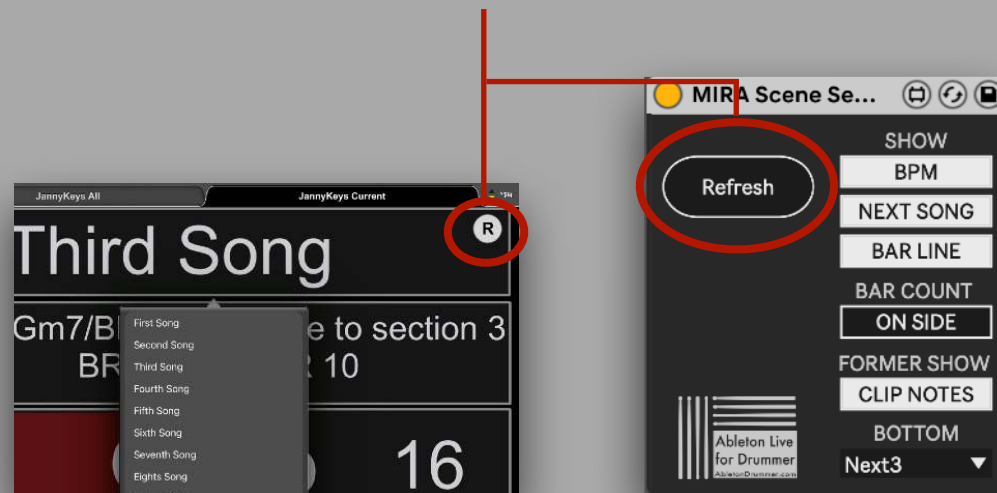 JannyKeys All
JannyKeys Current
Third Song
R
Gm7/B
e to section 3
BR
10
First Song
Second Song
Third Song
Fourth Song
Fifth Song
Sixth Song
Seventh Song
Eights Song
16
MIRA Scene Se...
Refresh
SHOW
BPM
NEXT SONG
BAR LINE
BAR COUNT
ON SIDE
FORMER SHOW
CLIP NOTES
BOTTOM
Next3
Ableton Live
for Drummer
AbletonDrummer.com